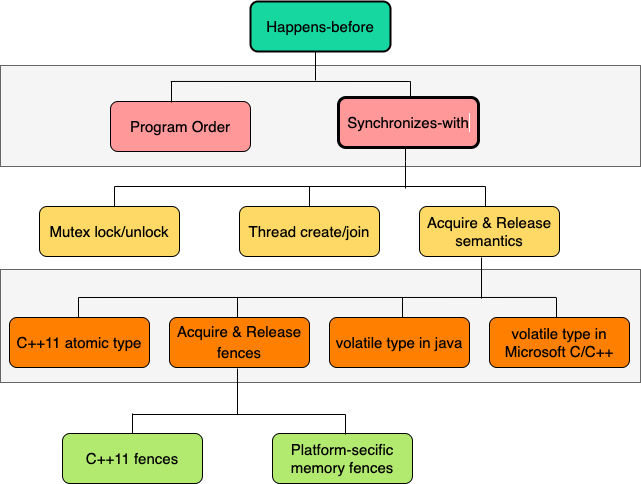 Happens-before
Program Order
Synchronizes-with
Mutex lock/unlock
Thread create/join
Acquire & Release
semantics
C++11 atomic type
Acquire & Release
fences
volatile type in java
volatile type in
Microsoft C/C++
C++11 fences
Platform-secific
memory fences